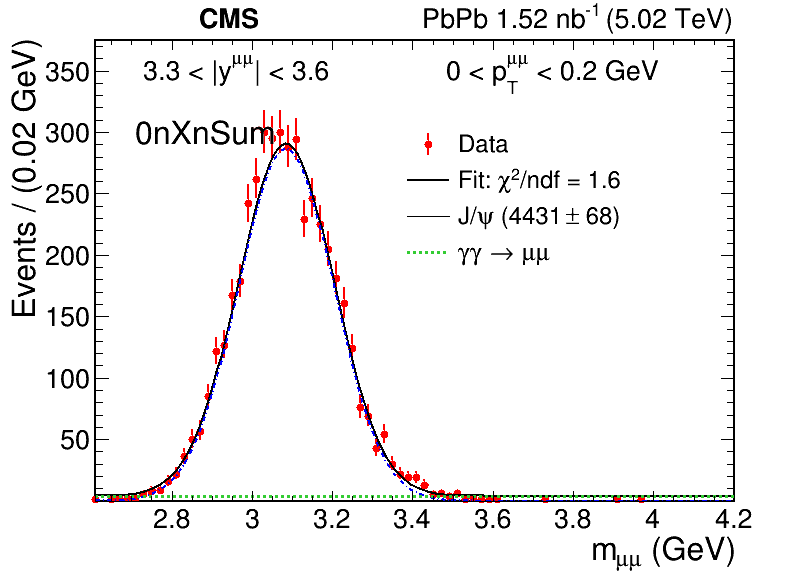 CMS PbPb 1.52 nb⁻¹ (5.02 TeV)
3.3 < |y^μμ| < 3.6 0 < p_T^μμ < 0.2 GeV
0nXnSum
Data
Fit: χ²/ndf = 1.6
J/ψ (4431 ± 68)
γγ → μμ
Events / (0.02 GeV)
350
300
250
200
150
100
50
2.8 3 3.2 3.4 3.6 3.8 4 4.2
m_μμ (GeV)